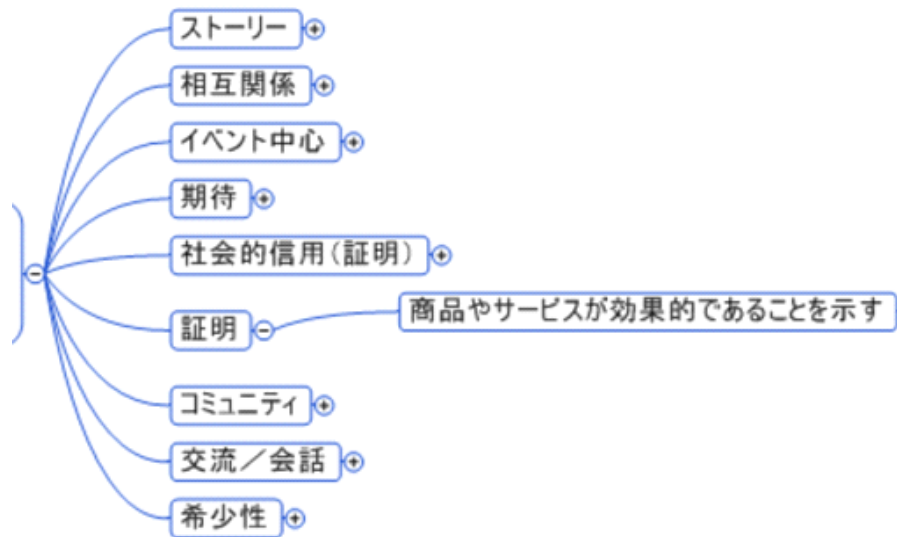 ストーリー
相互関係
イベント中心
期待
社会的信用(証明)
証明
商品やサービスが効果的であることを示す
コミュニティ
交流／会話
希少性